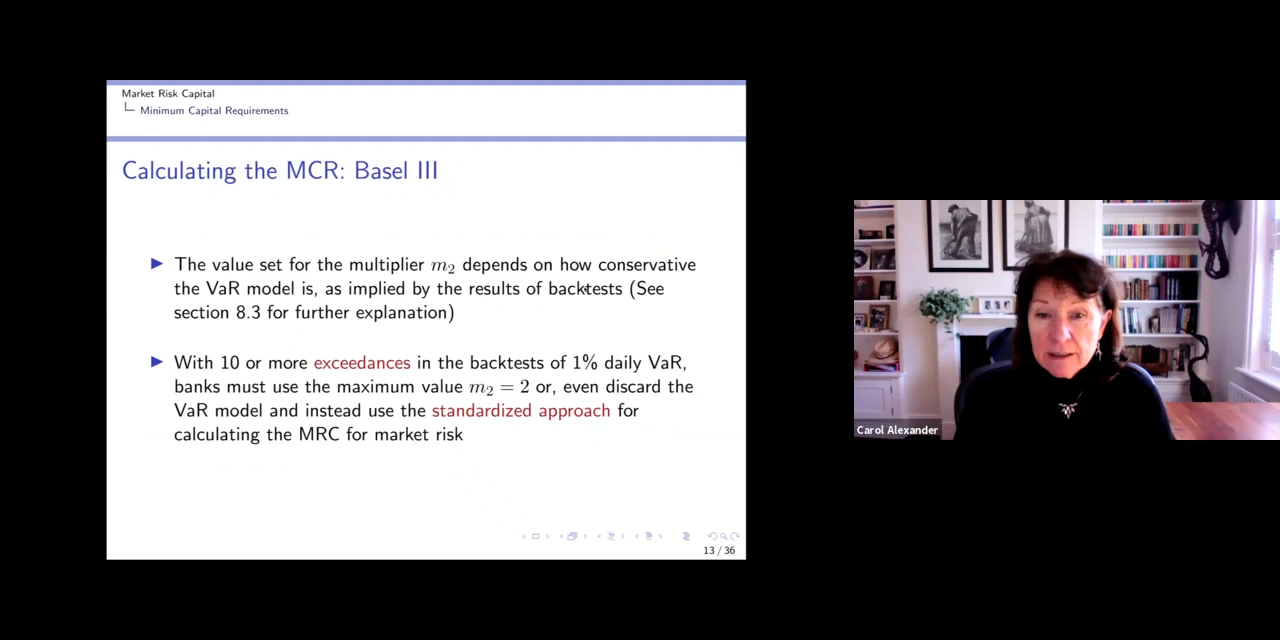 Market Risk Capital
Minimum Capital Requirements
Calculating the MCR: Basel III
The value set for the multiplier m₂ depends on how conservative
the VaR model is, as implied by the results of backtests (See
section 8.3 for further explanation)
With 10 or more exceedances in the backtests of 1% daily VaR,
banks must use the maximum value m₂ = 2 or, even discard the
VaR model and instead use the standardized approach for
calculating the MRC for market risk
13 / 36
Carol Alexander